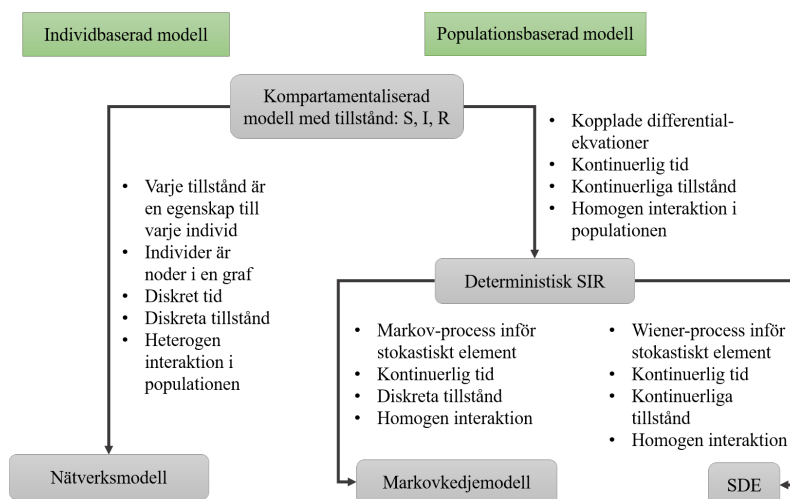 Individbaserad modell
Populationsbaserad modell
Kompartamentaliserad
modell med tillstånd: S, I, R
• Kopplade differential-
ekvationer
• Kontinuerlig tid
• Kontinuerliga tillstånd
• Homogen interaktion i
populationen
• Varje tillstånd är
en egenskap till
varje individ
• Individer är
noder i en graf
• Diskret tid
• Diskreta tillstånd
• Heterogen
interaktion i
populationen
Deterministisk SIR
• Markov-process inför
stokastiskt element
• Kontinuerlig tid
• Diskreta tillstånd
• Homogen interaktion
• Wiener-process inför
stokastiskt element
• Kontinuerlig tid
• Kontinuerliga
tillstånd
• Homogen interaktion
Nätverksmodell
Markovkedjemodell
SDE